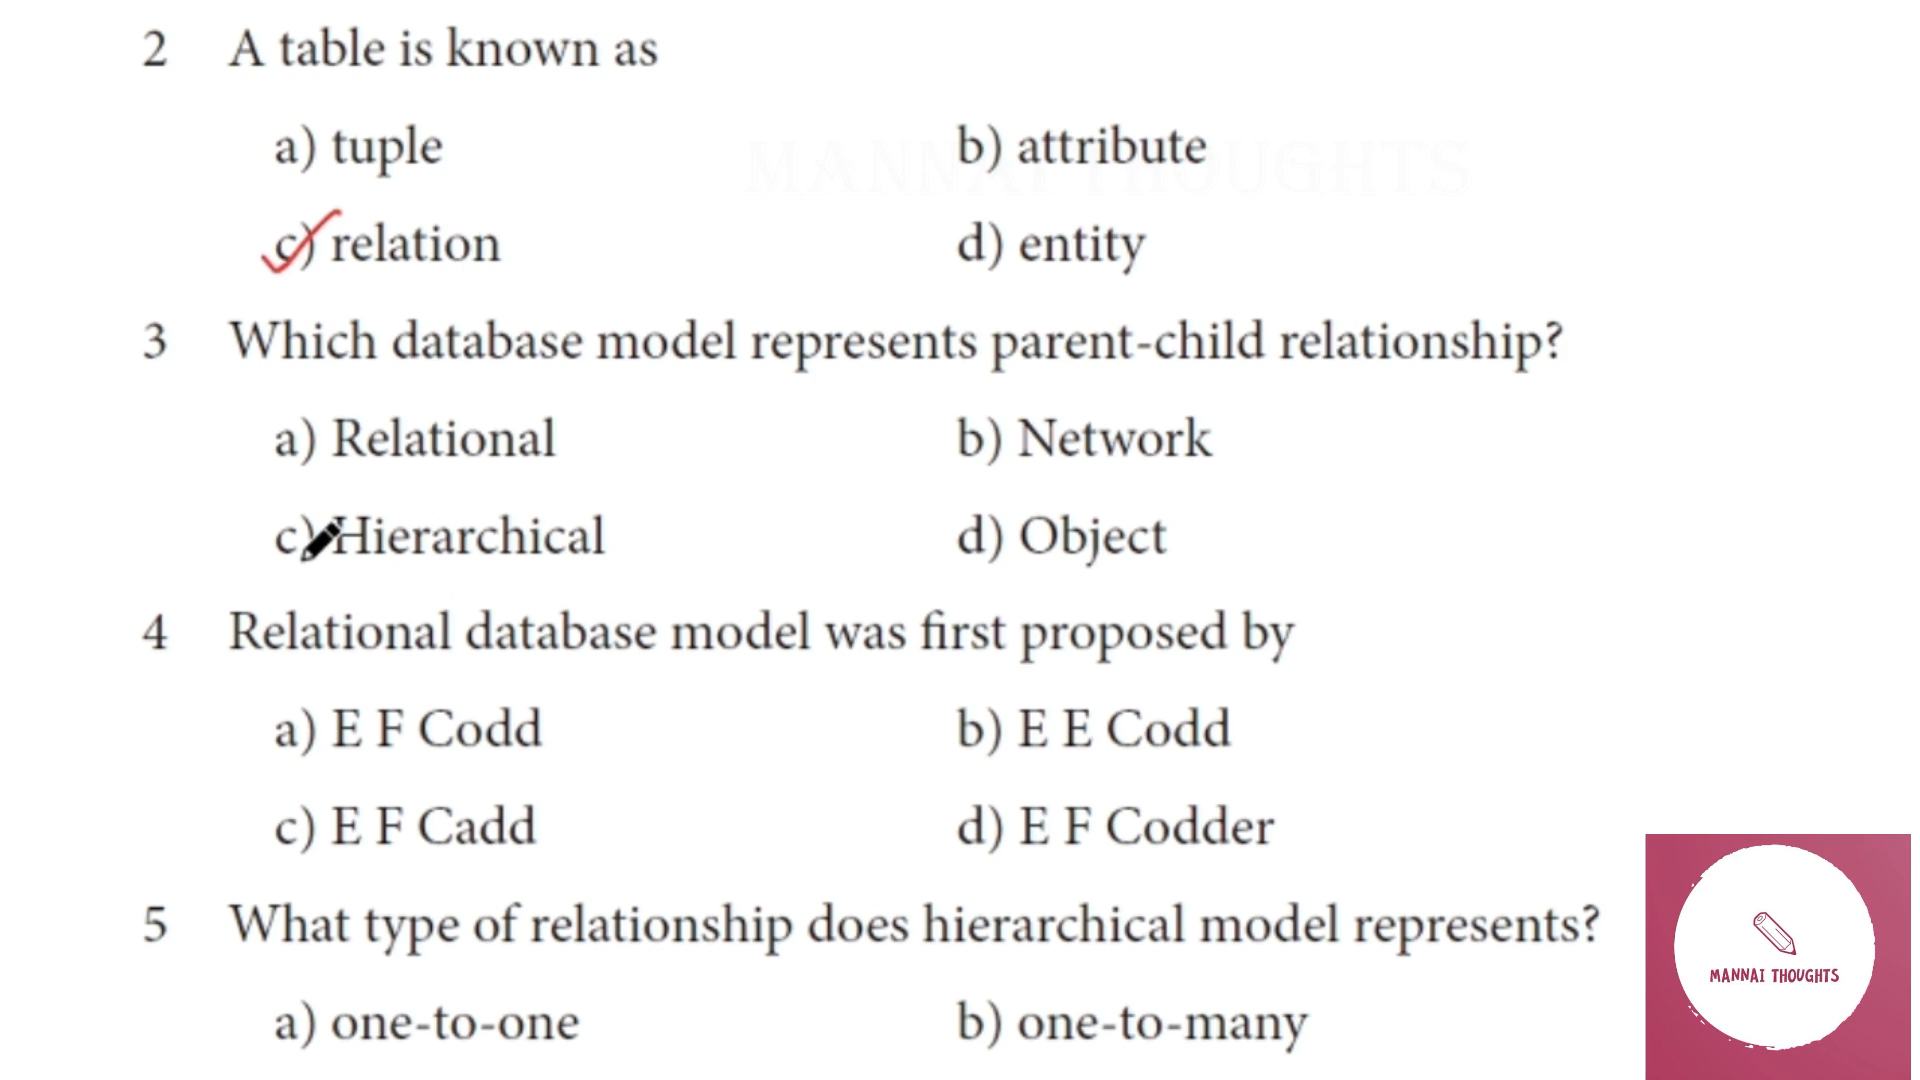 2 A table is known as
a) tuple b) attribute
MANNAI THOUGHTS
c) relation d) entity
3 Which database model represents parent-child relationship?
a) Relational b) Network
c) Hierarchical d) Object
4 Relational database model was first proposed by
a) E F Codd b) E E Codd
c) E F Cadd d) E F Codder
5 What type of relationship does hierarchical model represents?
MANNAI THOUGHTS
a) one-to-one b) one-to-many